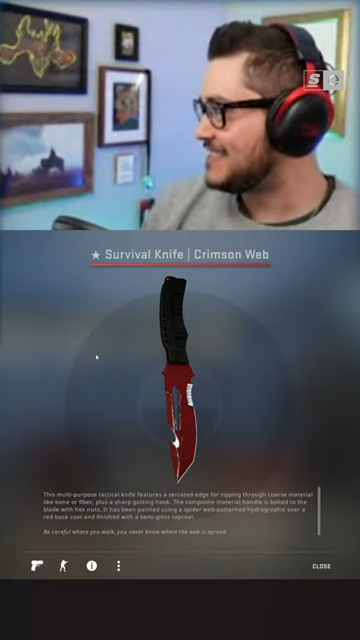 S
★ Survival Knife | Crimson Web
This multi-purpose tactical knife features a serrated edge for ripping through coarse material
like bone or fiber, plus a sharp gutting hook. The composite material handle is bolted to the
blade with hex nuts. It has been painted using a spider web-patterned hydrographic over a
red base coat and finished with a semi-gloss topcoat.
Be careful where you walk, you never know where the web is spread
CLOSE